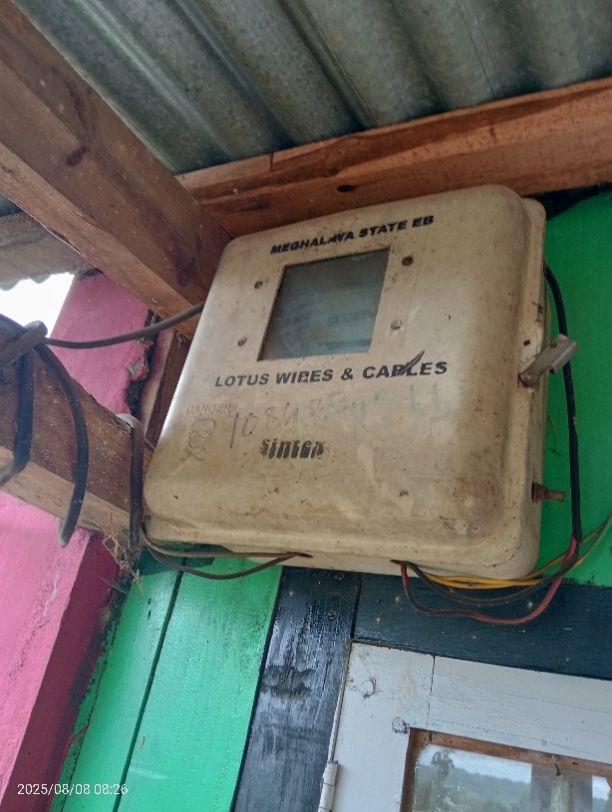 MEGHALAYA STATE EB
LOTUS WIRES & CABLES
DANGER
sintex
2025/08/08 08:26